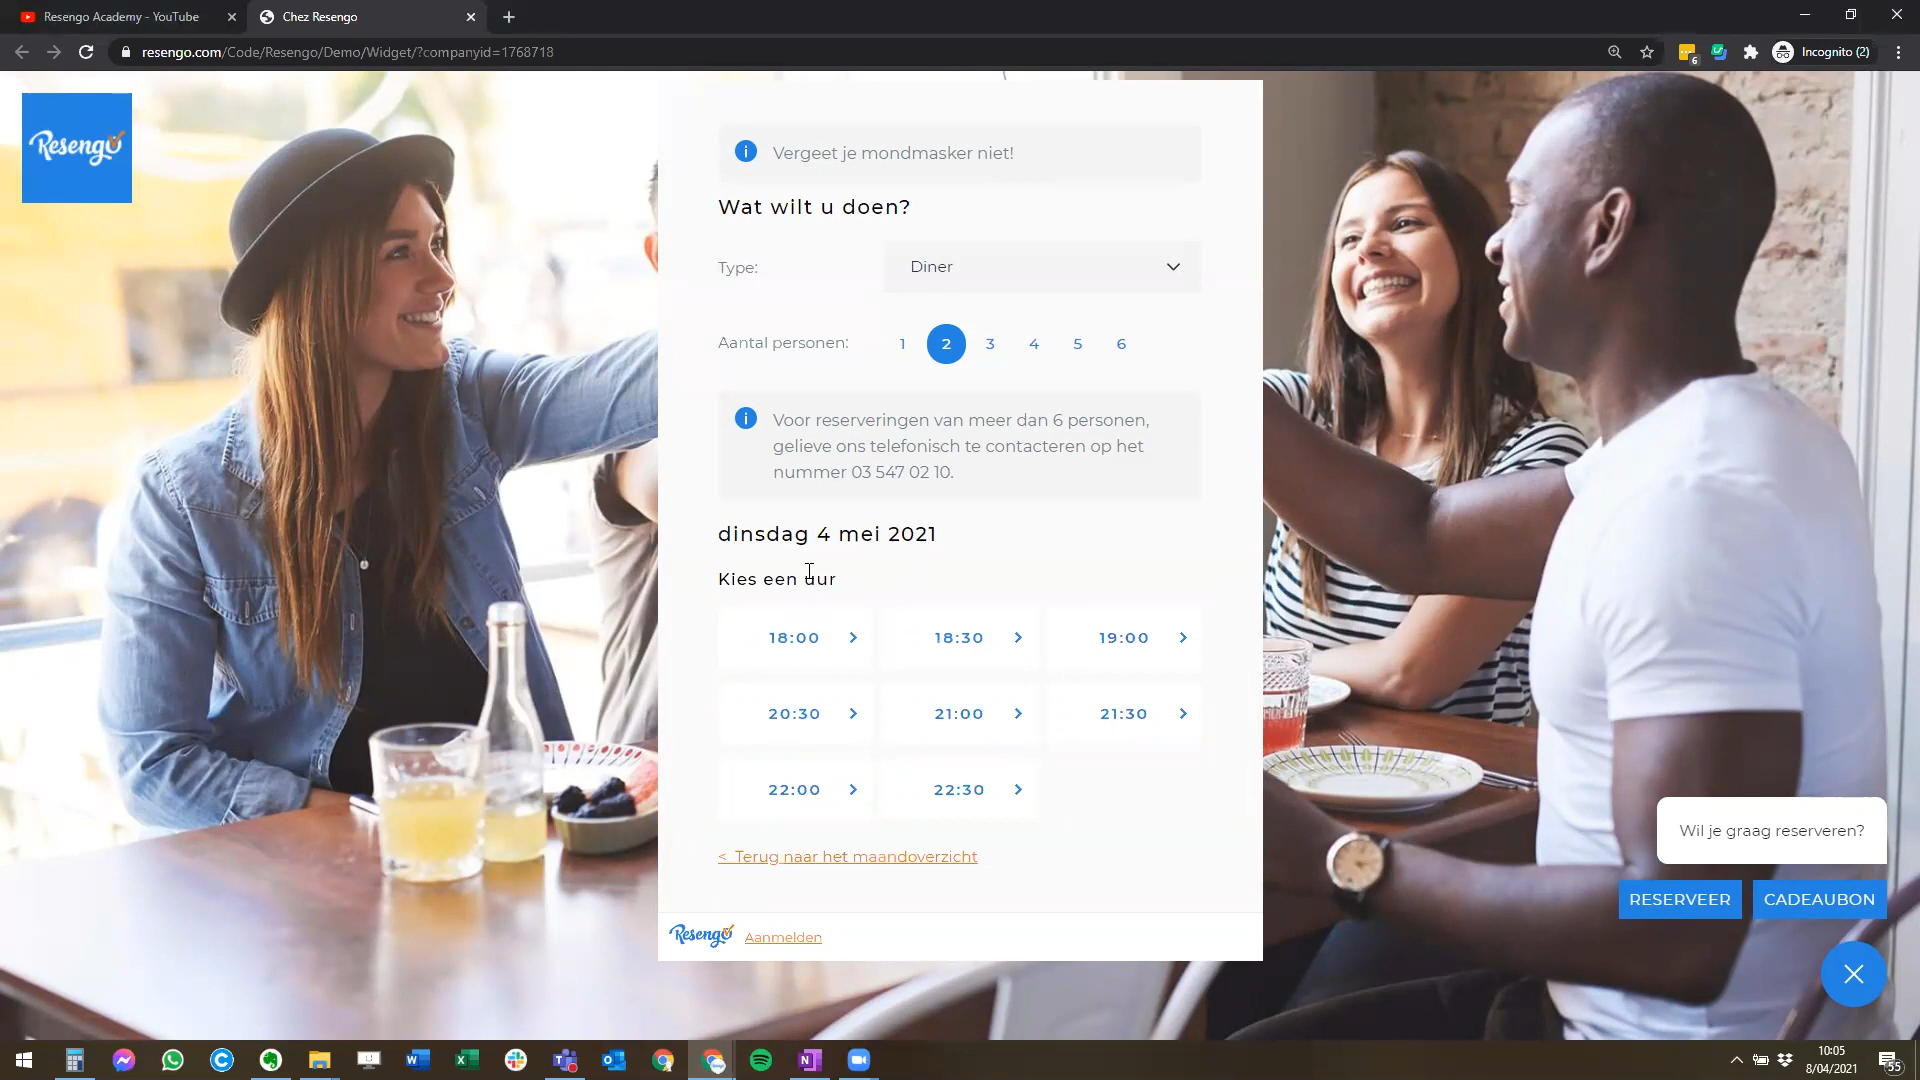 Resengo Academy - YouTube
Chez Resengo
resengo.com/Code/Resengo/Demo/Widget/?companyid=1768718
6
Incognito (2)
Resengo
Vergeet je mondmasker niet!
Wat wilt u doen?
Type:
Diner
Aantal personen:
1 2 3 4 5 6
Voor reserveringen van meer dan 6 personen,
gelieve ons telefonisch te contacteren op het
nummer 03 547 02 10.
dinsdag 4 mei 2021
Kies een uur
18:00 18:30 19:00
20:30 21:00 21:30
22:00 22:30
< Terug naar het maandoverzicht
Wil je graag reserveren?
RESERVEER CADEAUBON
Resengo Aanmelden
10:05
8/04/2021
55